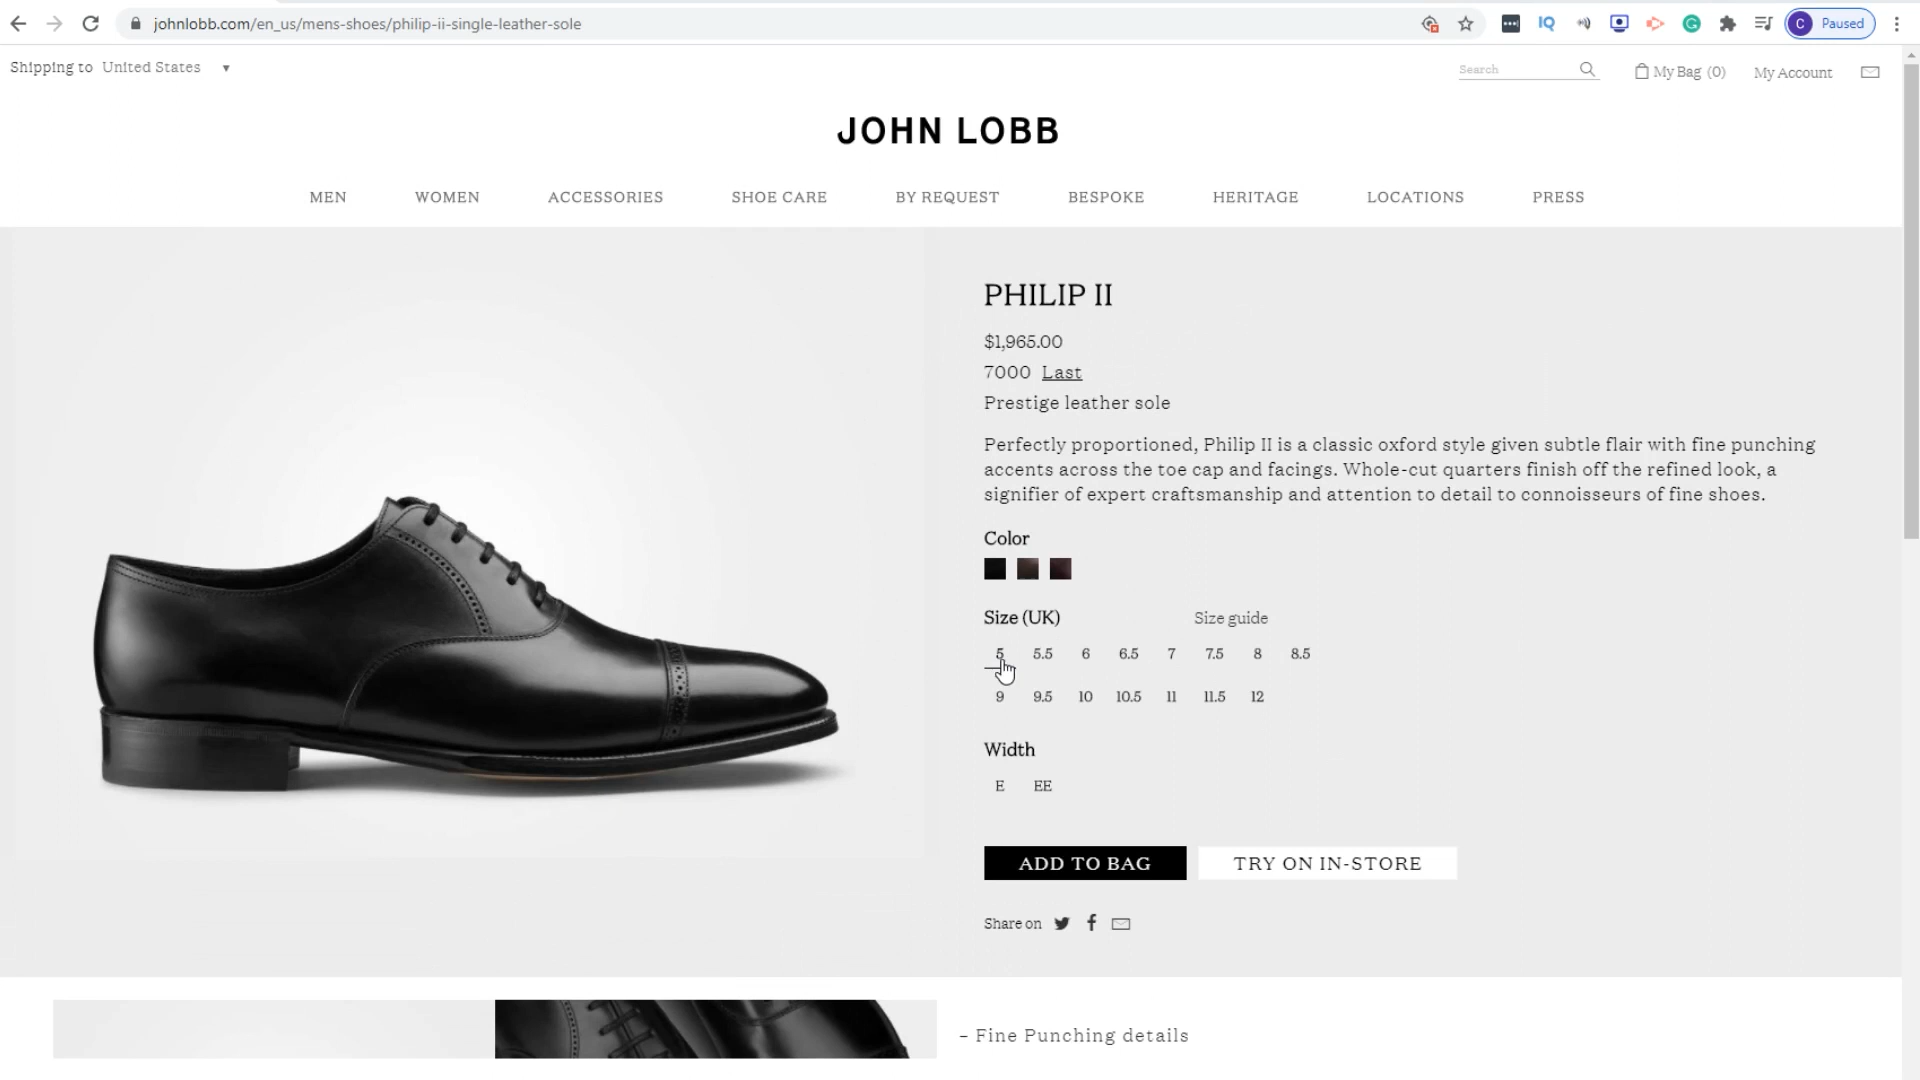 johnlobb.com/en_us/mens-shoes/philip-ii-single-leather-sole
IQ
C Paused
Shipping to United States
Search
My Bag (0)
My Account
JOHN LOBB
MEN
WOMEN
ACCESSORIES
SHOE CARE
BY REQUEST
BESPOKE
HERITAGE
LOCATIONS
PRESS
PHILIP II
$1,965.00
7000 Last
Prestige leather sole
Perfectly proportioned, Philip II is a classic oxford style given subtle flair with fine punching
accents across the toe cap and facings. Whole-cut quarters finish off the refined look, a
signifier of expert craftsmanship and attention to detail to connoisseurs of fine shoes.
Color
Size (UK) Size guide
5 5.5 6 6.5 7 7.5 8 8.5
9 9.5 10 10.5 11 11.5 12
Width
E EE
ADD TO BAG TRY ON IN-STORE
Share on
– Fine Punching details